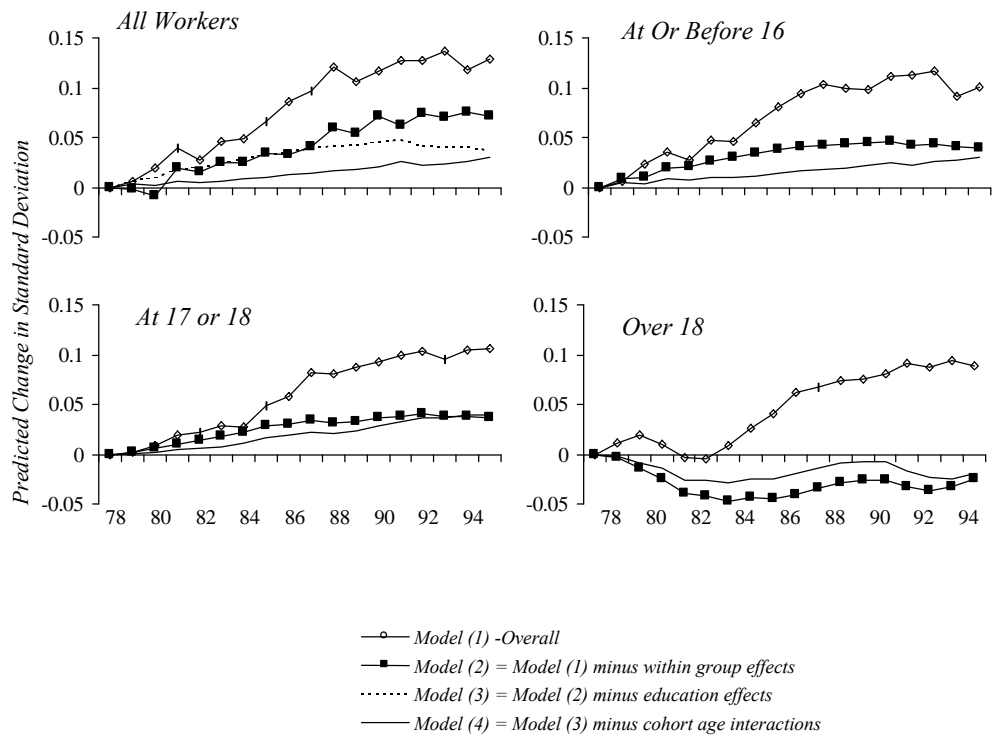 All Workers
At Or Before 16
0.15
0.1
0.05
0
-0.05
0.15
0.1
0.05
0
-0.05
Predicted Change in Standard Deviation
At 17 or 18
Over 18
0.15
0.1
0.05
0
-0.05
78 80 82 84 86 88 90 92 94
0.15
0.1
0.05
0
-0.05
78 80 82 84 86 88 90 92 94
Model (1) -Overall
Model (2) = Model (1) minus within group effects
Model (3) = Model (2) minus education effects
Model (4) = Model (3) minus cohort age interactions